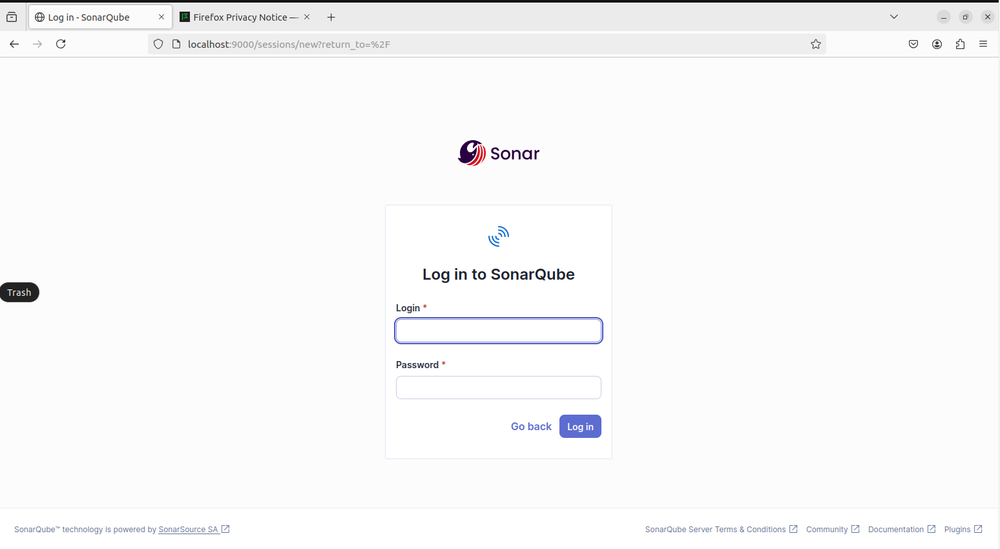 Log in - SonarQube
Firefox Privacy Notice —
localhost:9000/sessions/new?return_to=%2F
Sonar
Log in to SonarQube
Trash
Login *
Password *
Go back Log in
SonarQube™ technology is powered by SonarSource SA
SonarQube Server Terms & Conditions Community Documentation Plugins